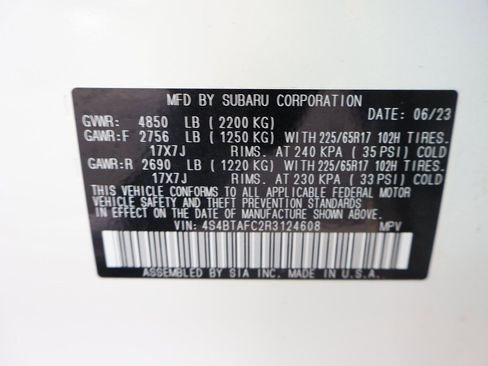 MFD BY SUBARU CORPORATION
DATE: 06/23
GVWR: 4850 LB (2200 KG)
GAWR:F 2756 LB (1250 KG) WITH 225/65R17 102H TIRES.
17X7J RIMS. AT 240 KPA (35 PSI) COLD
GAWR:R 2690 LB (1220 KG) WITH 225/65R17 102H TIRES.
17X7J RIMS. AT 230 KPA (33 PSI) COLD
THIS VEHICLE CONFORMS TO ALL APPLICABLE FEDERAL MOTOR
VEHICLE SAFETY AND THEFT PREVENTION STANDARDS
IN EFFECT ON THE DATE OF MANUFACTURE SHOWN ABOVE.
VIN: 4S4BTAFC2R3124608 MPV
ASSEMBLED BY SIA INC. MADE IN U.S.A.